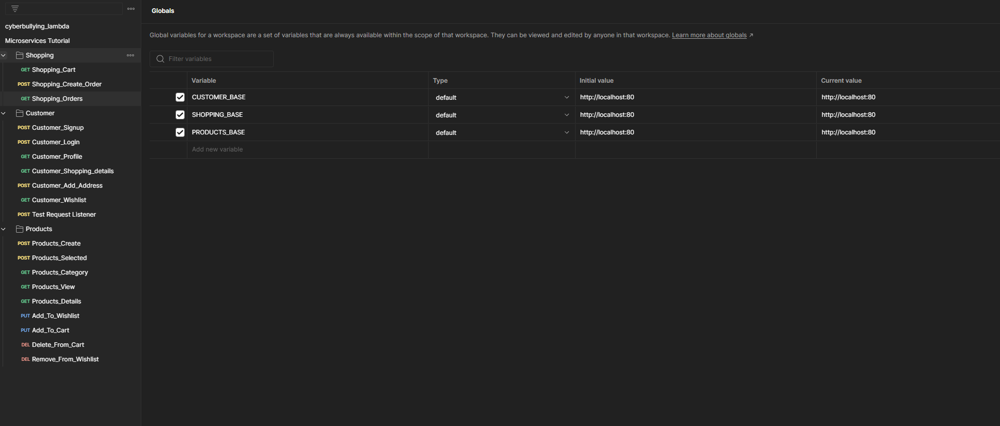 cyberbullying_lambda
Microservices Tutorial
Shopping
GET Shopping_Cart
POST Shopping_Create_Order
GET Shopping_Orders
Customer
POST Customer_Signup
POST Customer_Login
GET Customer_Profile
GET Customer_Shopping_details
POST Customer_Add_Address
GET Customer_Wishlist
POST Test Request Listener
Products
POST Products_Create
POST Products_Selected
GET Products_Category
GET Products_View
GET Products_Details
PUT Add_To_Wishlist
PUT Add_To_Cart
DEL Delete_From_Cart
DEL Remove_From_Wishlist
Globals
Global variables for a workspace are a set of variables that are always available within the scope of that workspace. They can be viewed and edited by anyone in that workspace. Learn more about globals ↗
Filter variables
Variable Type Initial value Current value
CUSTOMER_BASE default http://localhost:80 http://localhost:80
SHOPPING_BASE default http://localhost:80 http://localhost:80
PRODUCTS_BASE default http://localhost:80 http://localhost:80
Add new variable